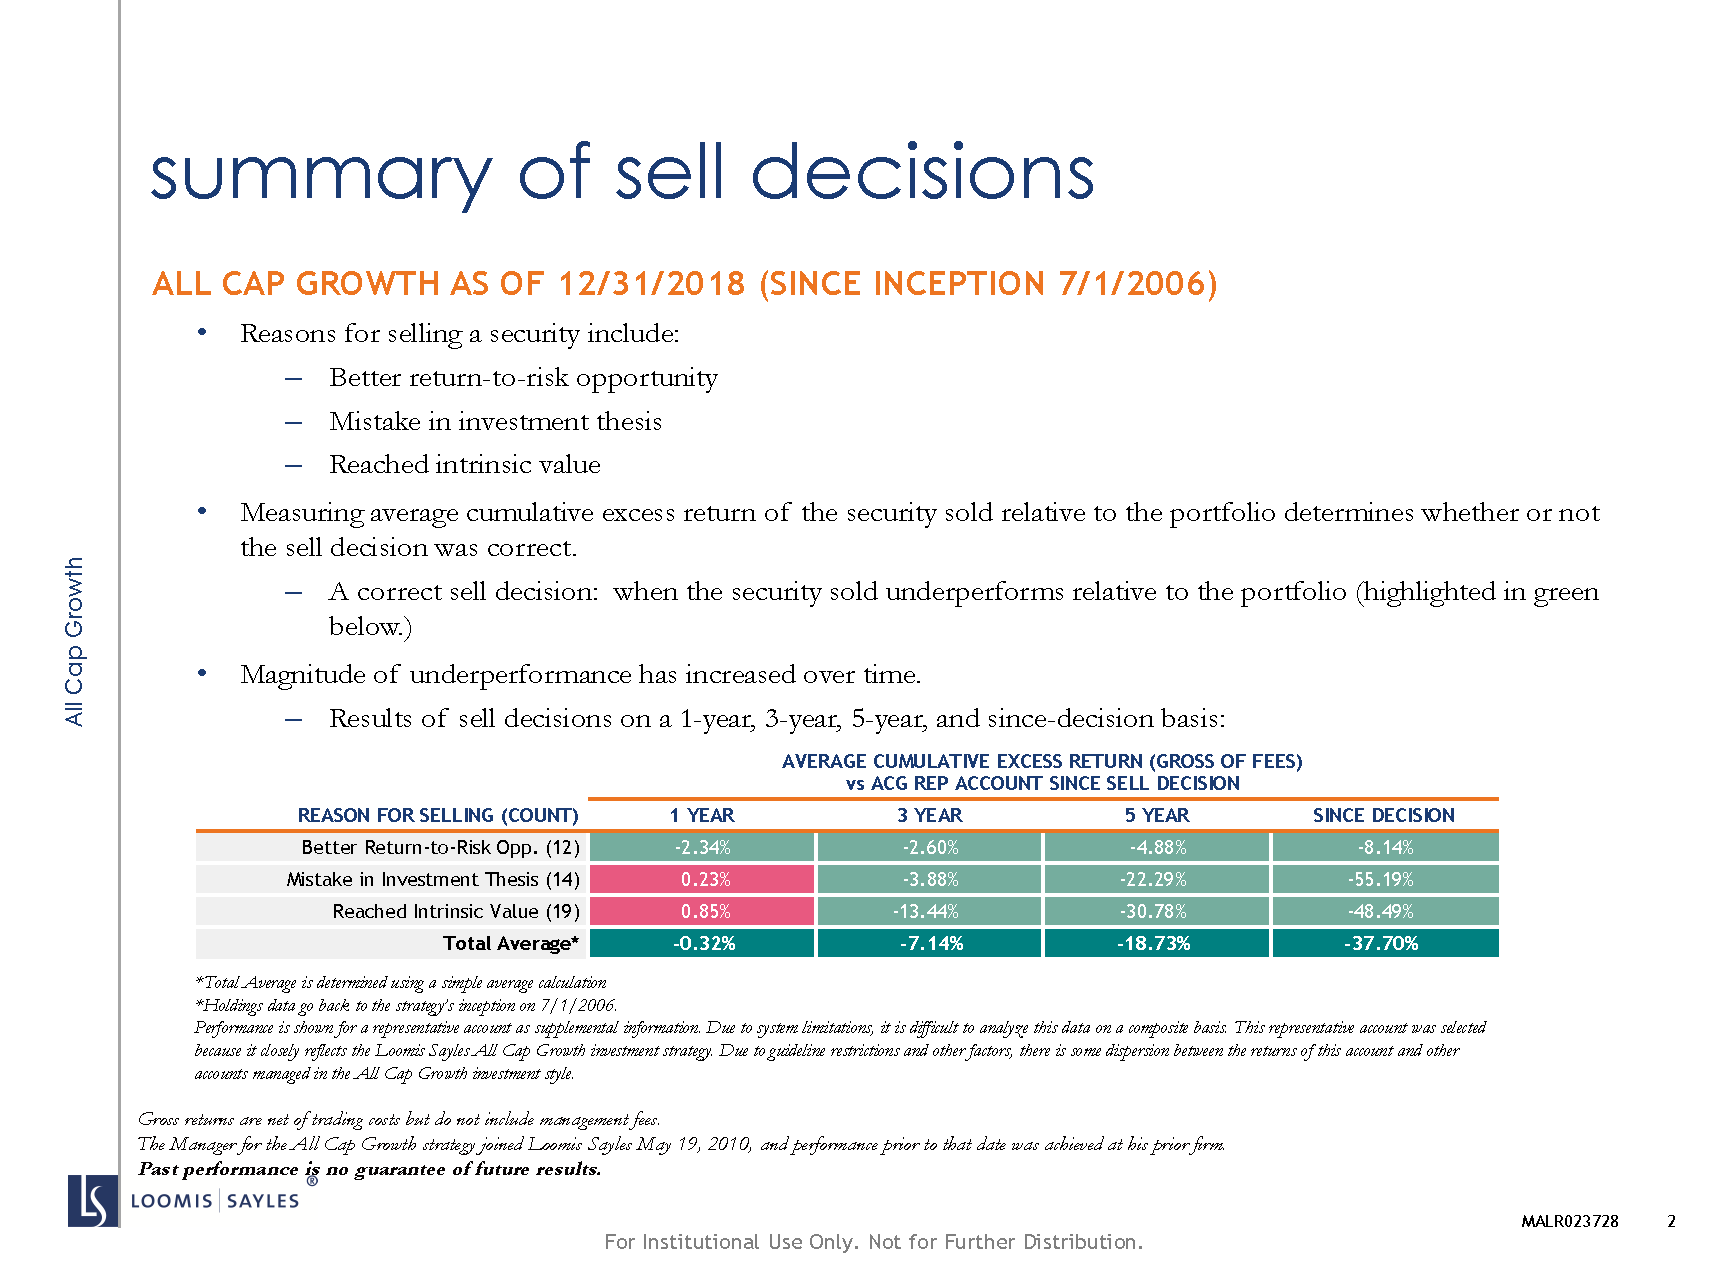 summary of sell decisions
ALL CAP GROWTH AS OF 12/31/2018 (SINCE INCEPTION 7/1/2006)
• Reasons for selling a security include:
– Better return-to-risk opportunity
– Mistake in investment thesis
– Reached intrinsic value
• Measuring average cumulative excess return of the security sold relative to the portfolio determines whether or not
the sell decision was correct.
– A correct sell decision: when the security sold underperforms relative to the portfolio (highlighted in green
below.)
• Magnitude of underperformance has increased over time.
– Results of sell decisions on a 1-year, 3-year, 5-year, and since-decision basis:
All Cap Growth
AVERAGE CUMULATIVE EXCESS RETURN (GROSS OF FEES)
vs ACG REP ACCOUNT SINCE SELL DECISION
REASON FOR SELLING (COUNT) 1 YEAR 3 YEAR 5 YEAR SINCE DECISION
Better Return-to-Risk Opp. (12) -2.34% -2.60% -4.88% -8.14%
Mistake in Investment Thesis (14) 0.23% -3.88% -22.29% -55.19%
Reached Intrinsic Value (19) 0.85% -13.44% -30.78% -48.49%
Total Average* -0.32% -7.14% -18.73% -37.70%
*Total Average is determined using a simple average calculation
*Holdings data go back to the strategy's inception on 7/1/2006.
Performance is shown for a representative account as supplemental information. Due to system limitations, it is difficult to analyze this data on a composite basis. This representative account was selected
because it closely reflects the Loomis Sayles All Cap Growth investment strategy. Due to guideline restrictions and other factors, there is some dispersion between the returns of this account and other
accounts managed in the All Cap Growth investment style.
Gross returns are net of trading costs but do not include management fees.
The Manager for the All Cap Growth strategy joined Loomis Sayles May 19, 2010, and performance prior to that date was achieved at his prior firm.
Past performance is no guarantee of future results.
LS LOOMIS | SAYLES ®
MALR023728 2
For Institutional Use Only. Not for Further Distribution.